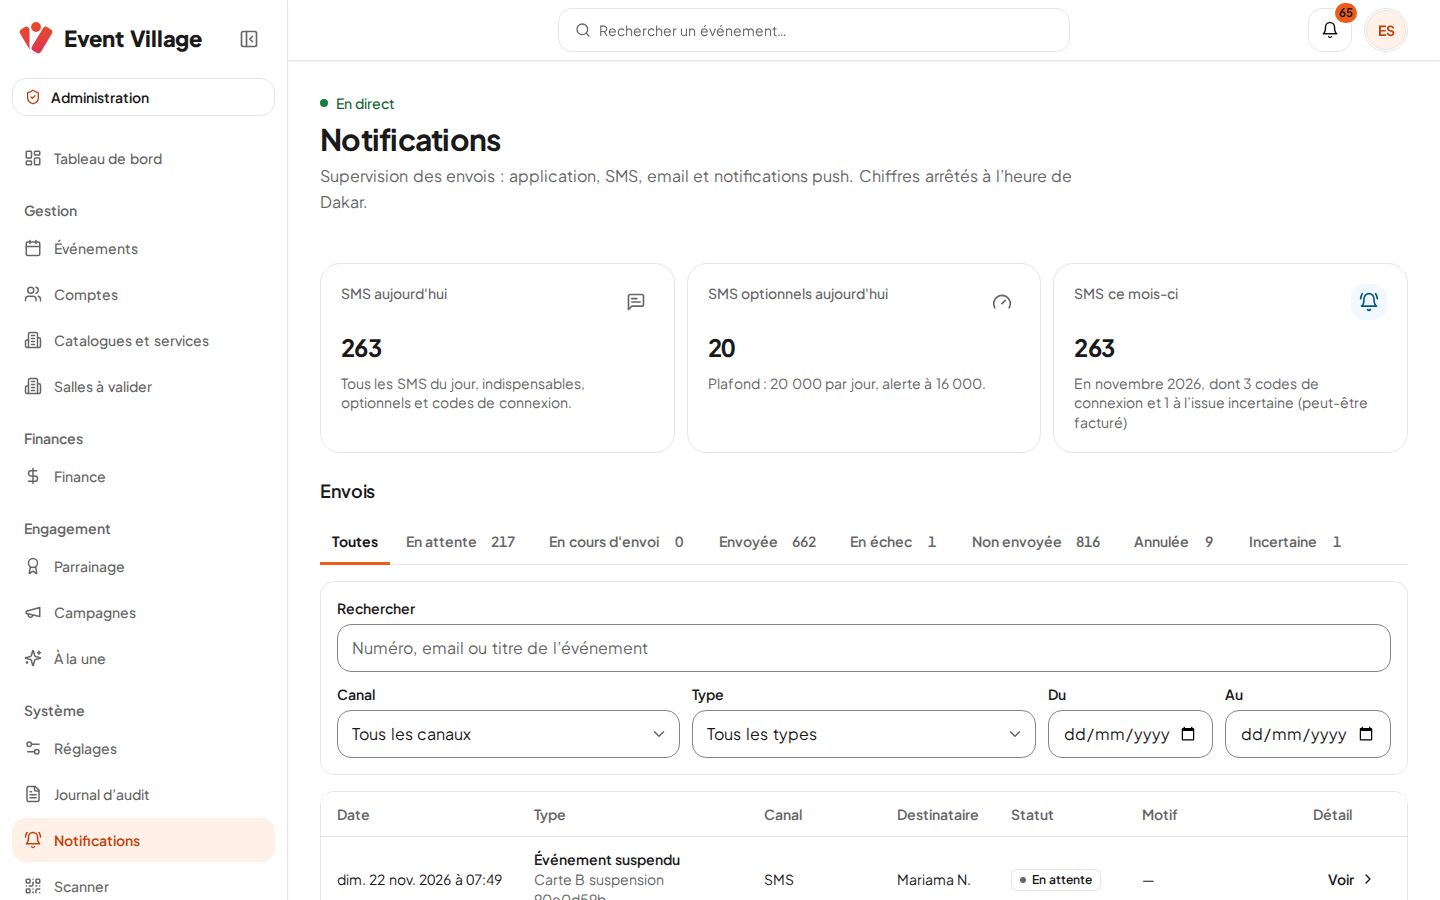 Event Village
Rechercher un événement...
65
ES
Administration
Tableau de bord
Gestion
Événements
Comptes
Catalogues et services
Salles à valider
Finances
Finance
Engagement
Parrainage
Campagnes
À la une
Système
Réglages
Journal d'audit
Notifications
Scanner
En direct
Notifications
Supervision des envois : application, SMS, email et notifications push. Chiffres arrêtés à l'heure de
Dakar.
SMS aujourd'hui
263
Tous les SMS du jour, indispensables,
optionnels et codes de connexion.
SMS optionnels aujourd'hui
20
Plafond : 20 000 par jour, alerte à 16 000.
SMS ce mois-ci
263
En novembre 2026, dont 3 codes de
connexion et 1 à l'issue incertaine (peut-être
facturé)
Envois
Toutes En attente 217 En cours d'envoi 0 Envoyée 662 En échec 1 Non envoyée 816 Annulée 9 Incertaine 1
Rechercher
Numéro, email ou titre de l'événement
Canal Type Du Au
Tous les canaux Tous les types dd/mm/yyyy dd/mm/yyyy
Date Type Canal Destinataire Statut Motif Détail
Événement suspendu
dim. 22 nov. 2026 à 07:49 Carte B suspension SMS Mariama N. En attente — Voir